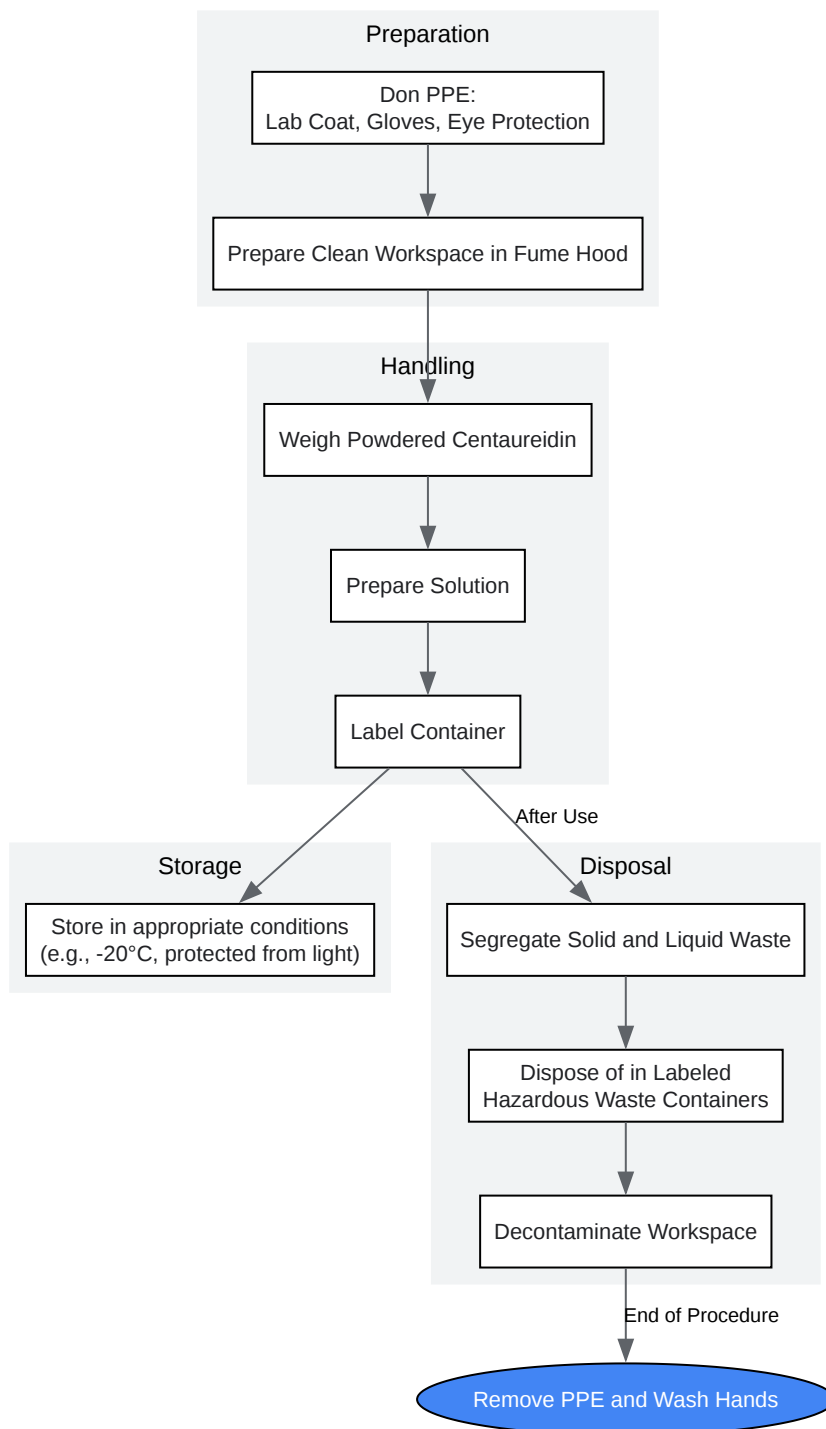 Preparation
Don PPE:
Lab Coat, Gloves, Eye Protection
Prepare Clean Workspace in Fume Hood
Handling
Weigh Powdered Centaureidin
Prepare Solution
Label Container
After Use
Storage
Store in appropriate conditions
(e.g., -20°C, protected from light)
Disposal
Segregate Solid and Liquid Waste
Dispose of in Labeled
Hazardous Waste Containers
Decontaminate Workspace
End of Procedure
Remove PPE and Wash Hands